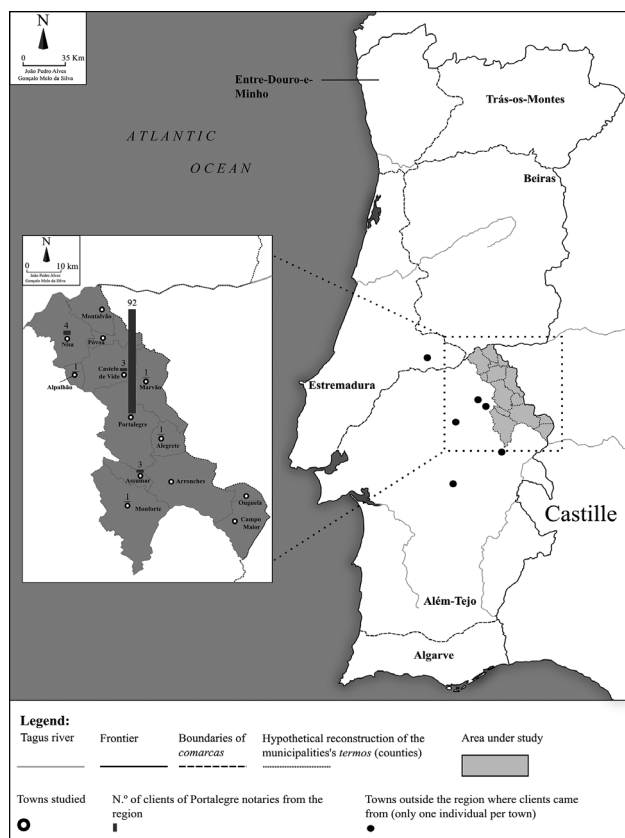 N
0 35 Km
João Pedro Alves
Gonçalo Melo da Silva
Entre-Douro-e-
Minho
Trás-os-Montes
ATLANTIC
OCEAN
Beiras
N
0 10 km
João Pedro Alves
Gonçalo Melo da Silva
92
Montalvão
4
Nisa
Póvoa
3
Castelo
de Vide
1
Alpalhão
1
Marvão
Portalegre
1
Alegrete
3
Assumar
Arronches
1
Monforte
Ouguela
Campo
Maior
Estremadura
Castille
Além-Tejo
Algarve
Legend:
Tagus river
Frontier
Boundaries of
comarcas
Hypothetical reconstruction of the
municipalities's termos (counties)
Area under study
Towns studied
N.º of clients of Portalegre notaries from the
region
Towns outside the region where clients came
from (only one individual per town)